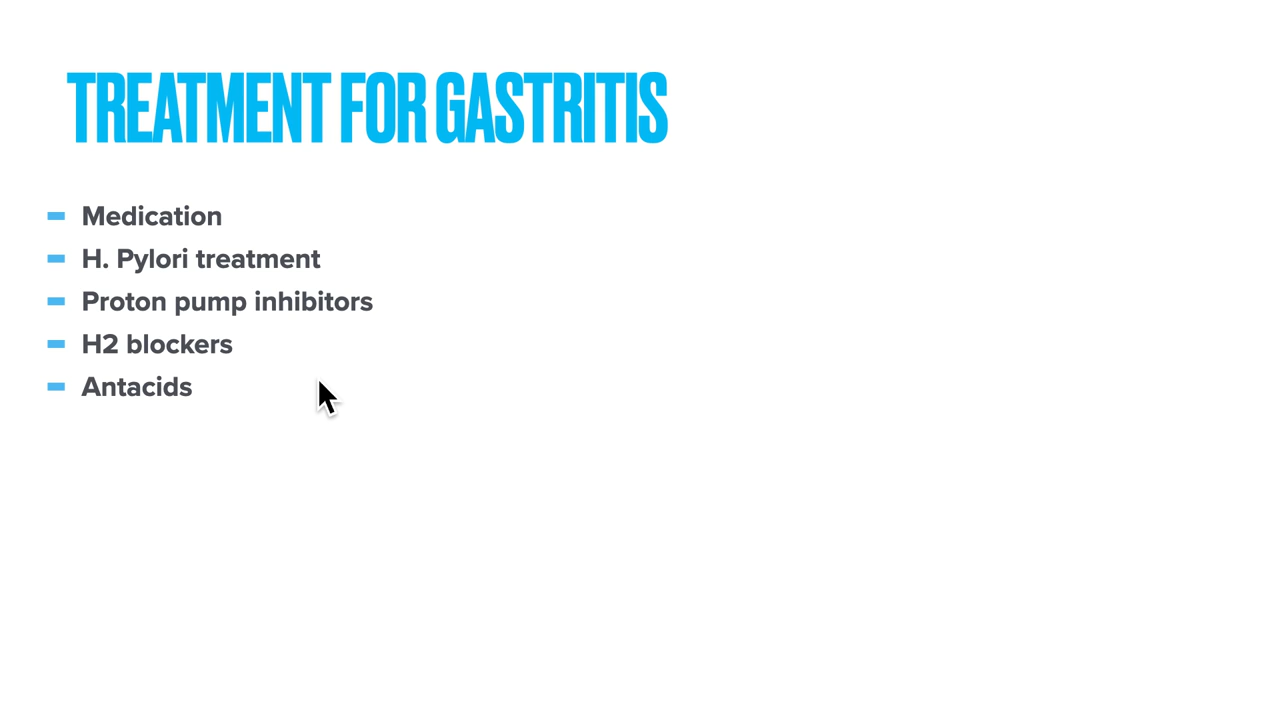 TREATMENT FOR GASTRITIS
Medication
H. Pylori treatment
Proton pump inhibitors
H2 blockers
Antacids